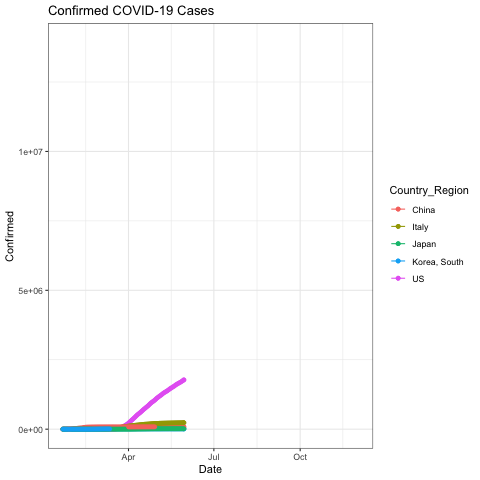 Confirmed COVID-19 Cases
1e+07
5e+06
0e+00
Confirmed
Apr
Jul
Oct
Date
Country_Region
China
Italy
Japan
Korea, South
US